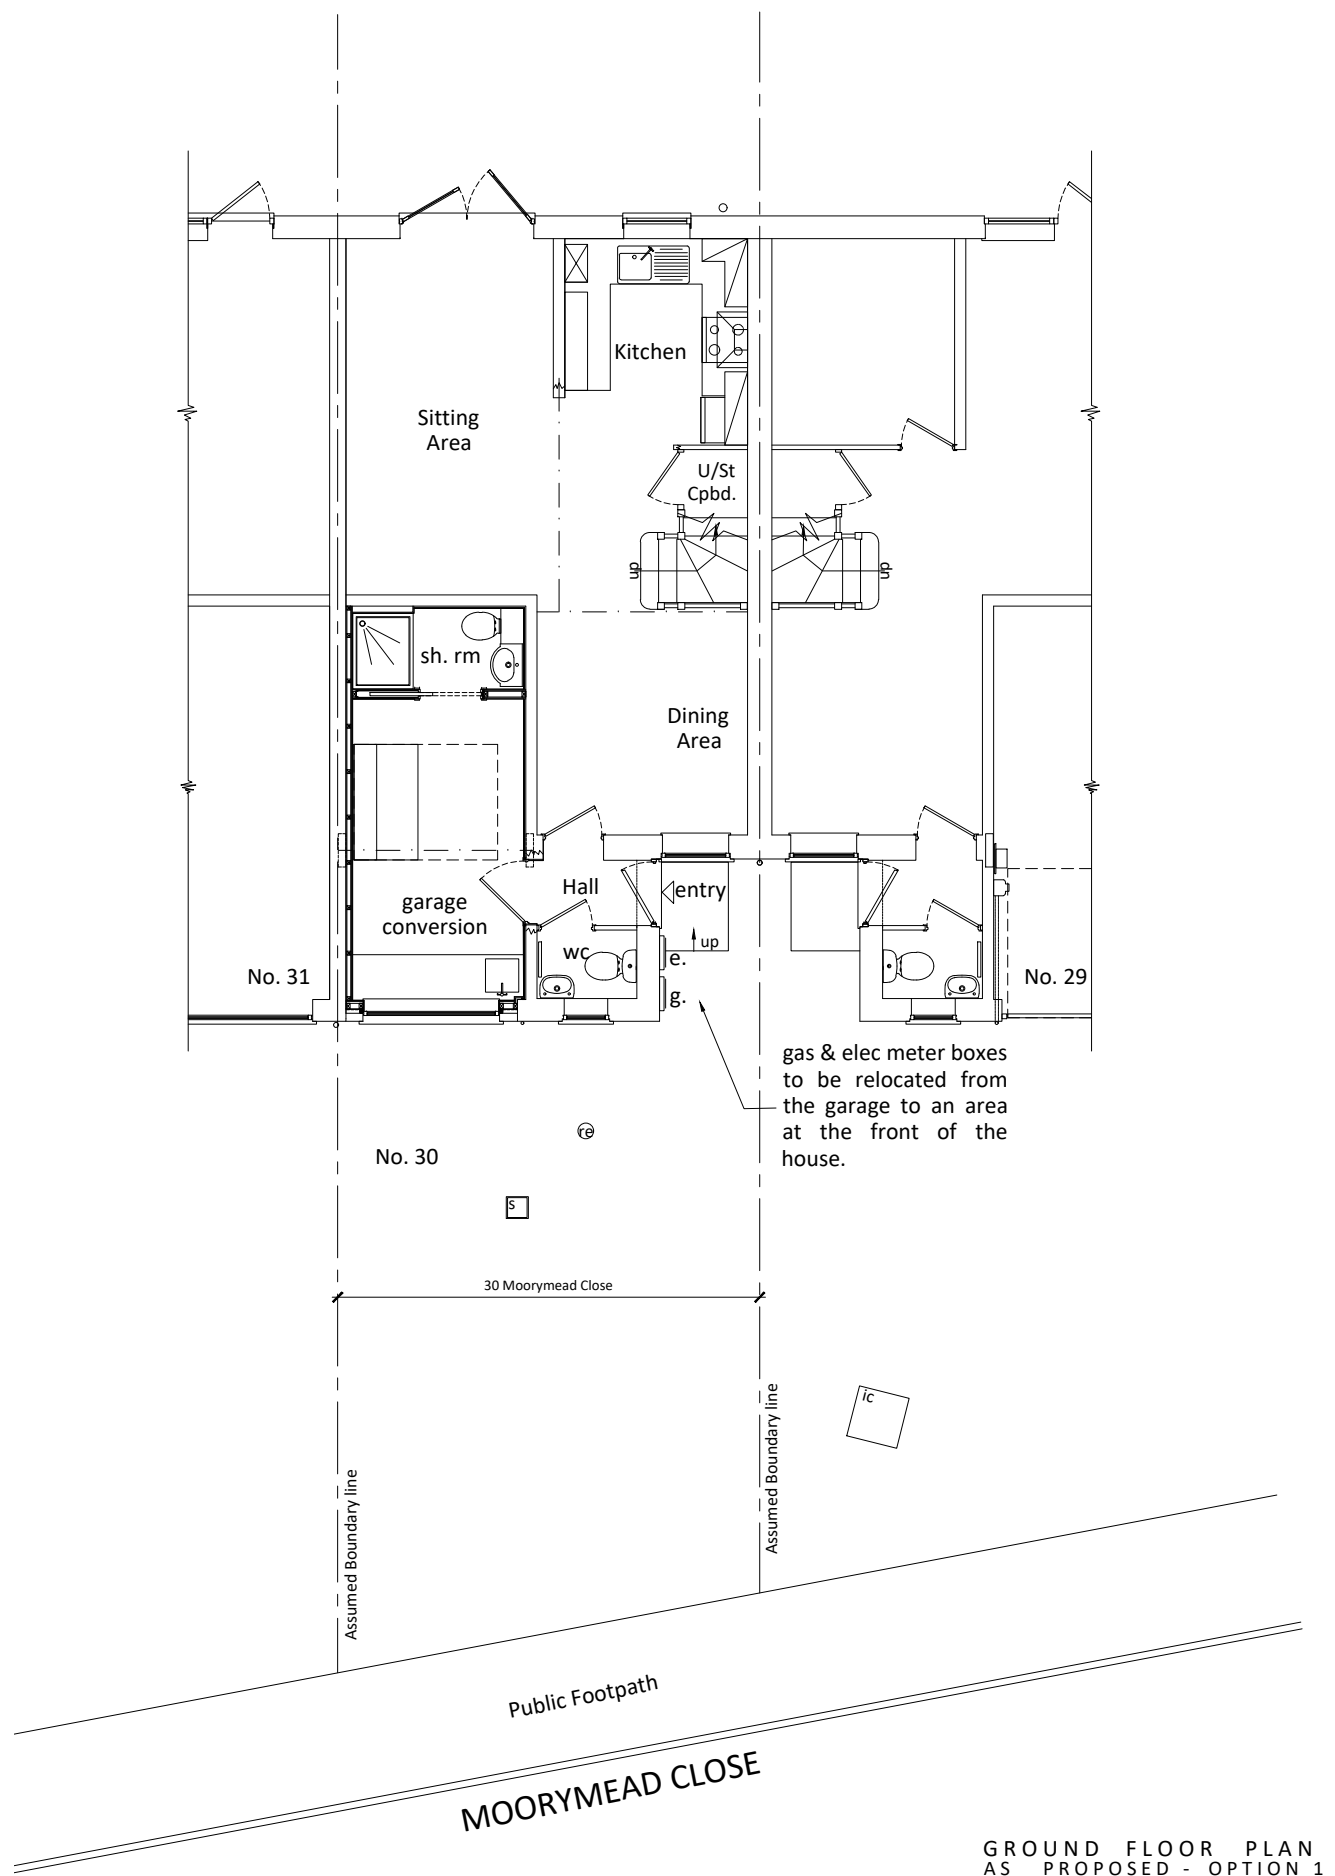 Kitchen
Sitting
Area
U/St
Cpbd.
dn
dn
sh. rm
Dining
Area
Hall
entry
garage
conversion
up
wc
e.
No. 31
No. 29
g.
gas & elec meter boxes
to be relocated from
the garage to an area
at the front of the
house.
re
No. 30
s
30 Moorymead Close
ic
Assumed Boundary line
Assumed Boundary line
Public Footpath
MOORYMEAD CLOSE
GROUND FLOOR PLAN
AS PROPOSED - OPTION 1